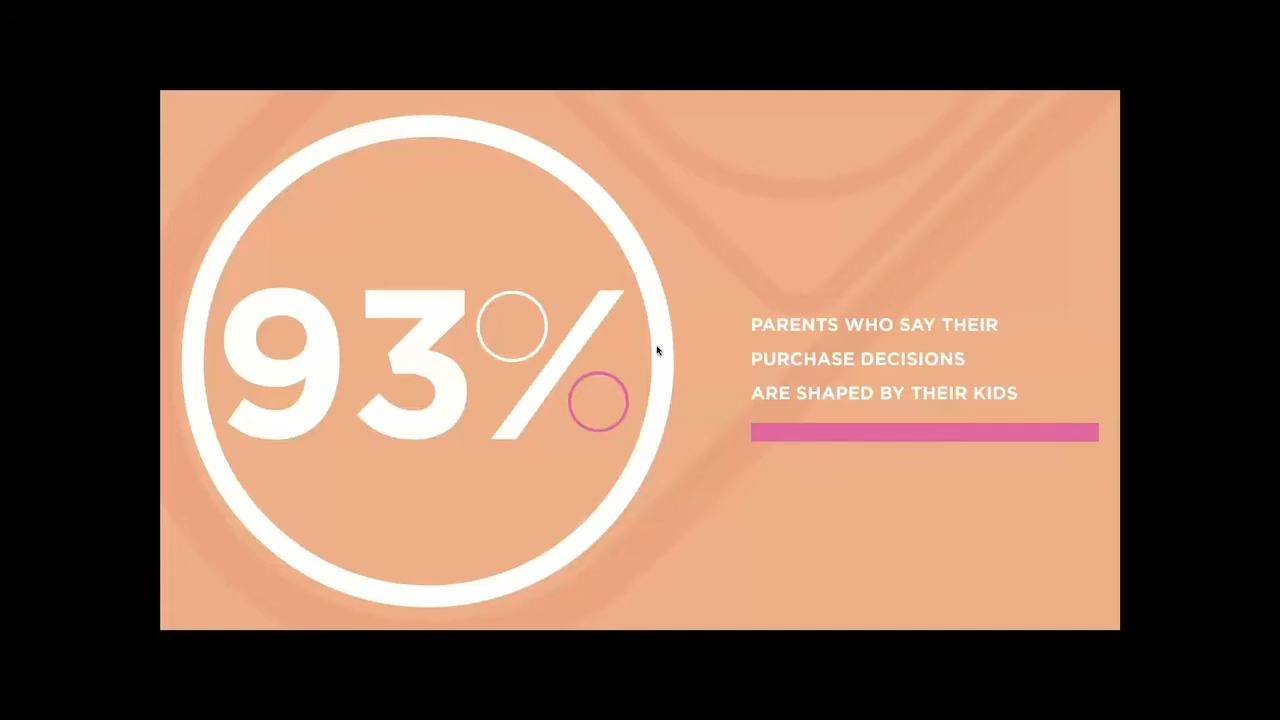 93%
PARENTS WHO SAY THEIR
PURCHASE DECISIONS
ARE SHAPED BY THEIR KIDS